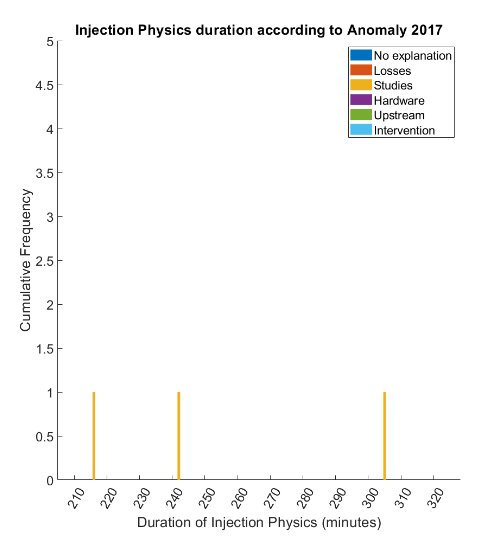 Injection Physics duration according to Anomaly 2017
No explanation
Losses
Studies
Hardware
Upstream
Intervention
Cumulative Frequency
5
4.5
4
3.5
3
2.5
2
1.5
1
0.5
0
210 220 230 240 250 260 270 280 290 300 310 320
Duration of Injection Physics (minutes)